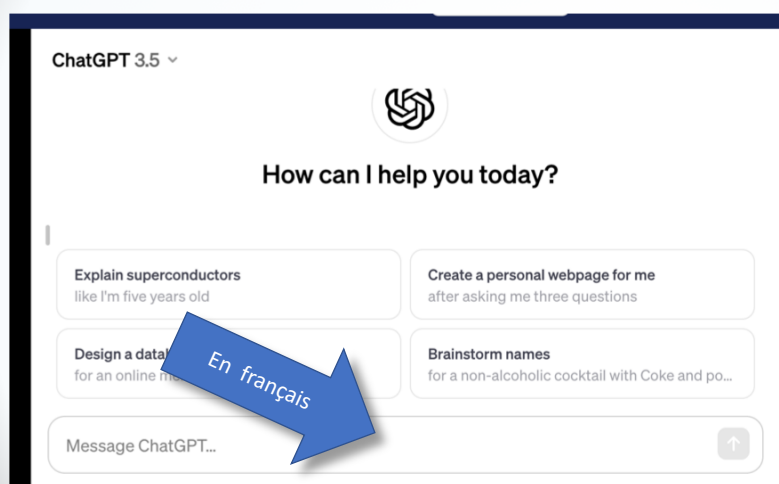 ChatGPT 3.5
How can I help you today?
Explain superconductors
like I'm five years old
Create a personal webpage for me
after asking me three questions
Design a
for an online
Brainstorm names
for a non-alcoholic cocktail with Coke and po...
En français
Message ChatGPT...